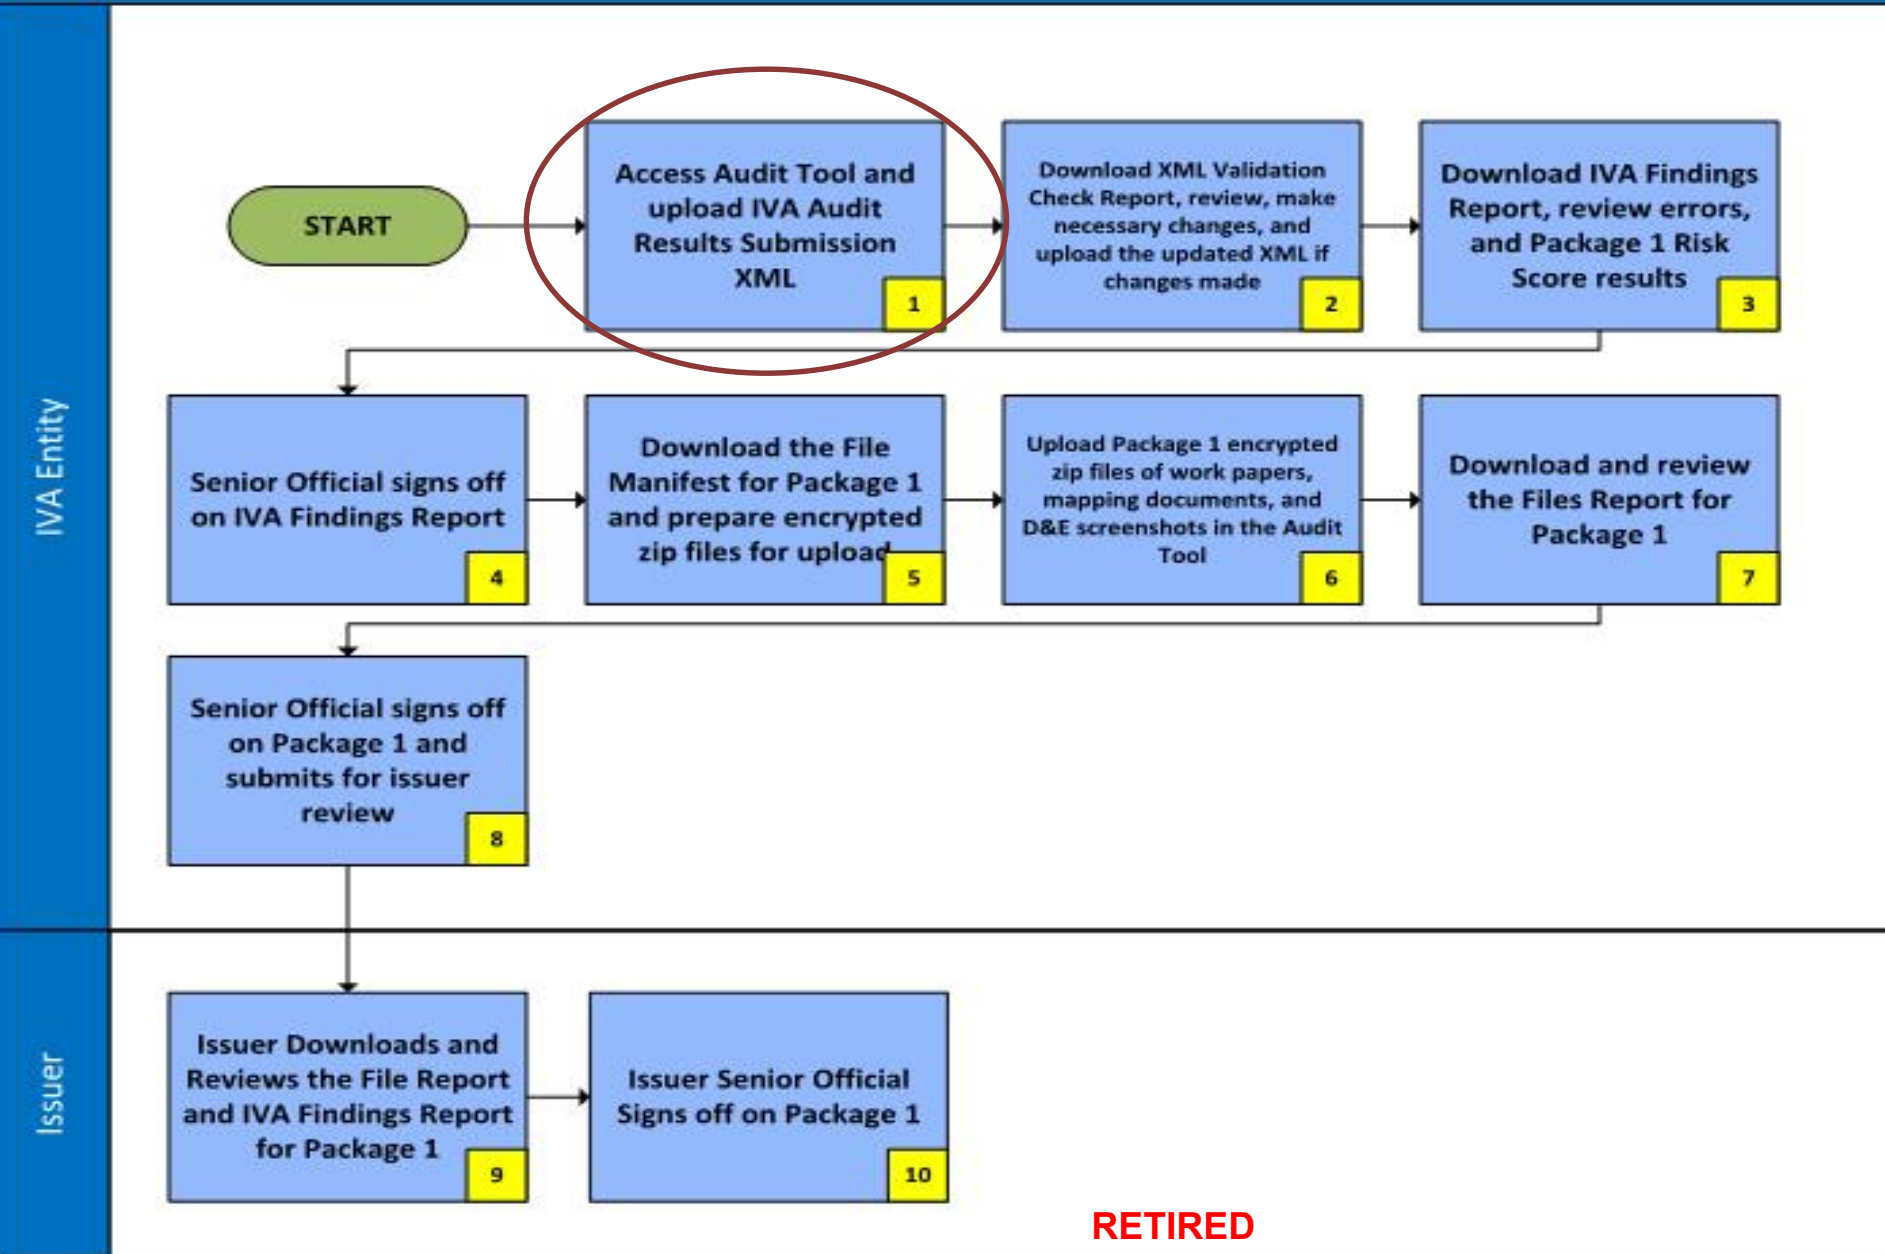 IVA Entity
START
Access Audit Tool and
upload IVA Audit
Results Submission
XML
1
Download XML Validation
Check Report, review, make
necessary changes, and
upload the updated XML if
changes made
2
Download IVA Findings
Report, review errors,
and Package 1 Risk
Score results
3
Senior Official signs off
on IVA Findings Report
4
Download the File
Manifest for Package 1
and prepare encrypted
zip files for upload
5
Upload Package 1 encrypted
zip files of work papers,
mapping documents, and
D&E screenshots in the Audit
Tool
6
Download and review
the Files Report for
Package 1
7
Senior Official signs off
on Package 1 and
submits for issuer
review
8
Issuer
Issuer Downloads and
Reviews the File Report
and IVA Findings Report
for Package 1
9
Issuer Senior Official
Signs off on Package 1
10
RETIRED